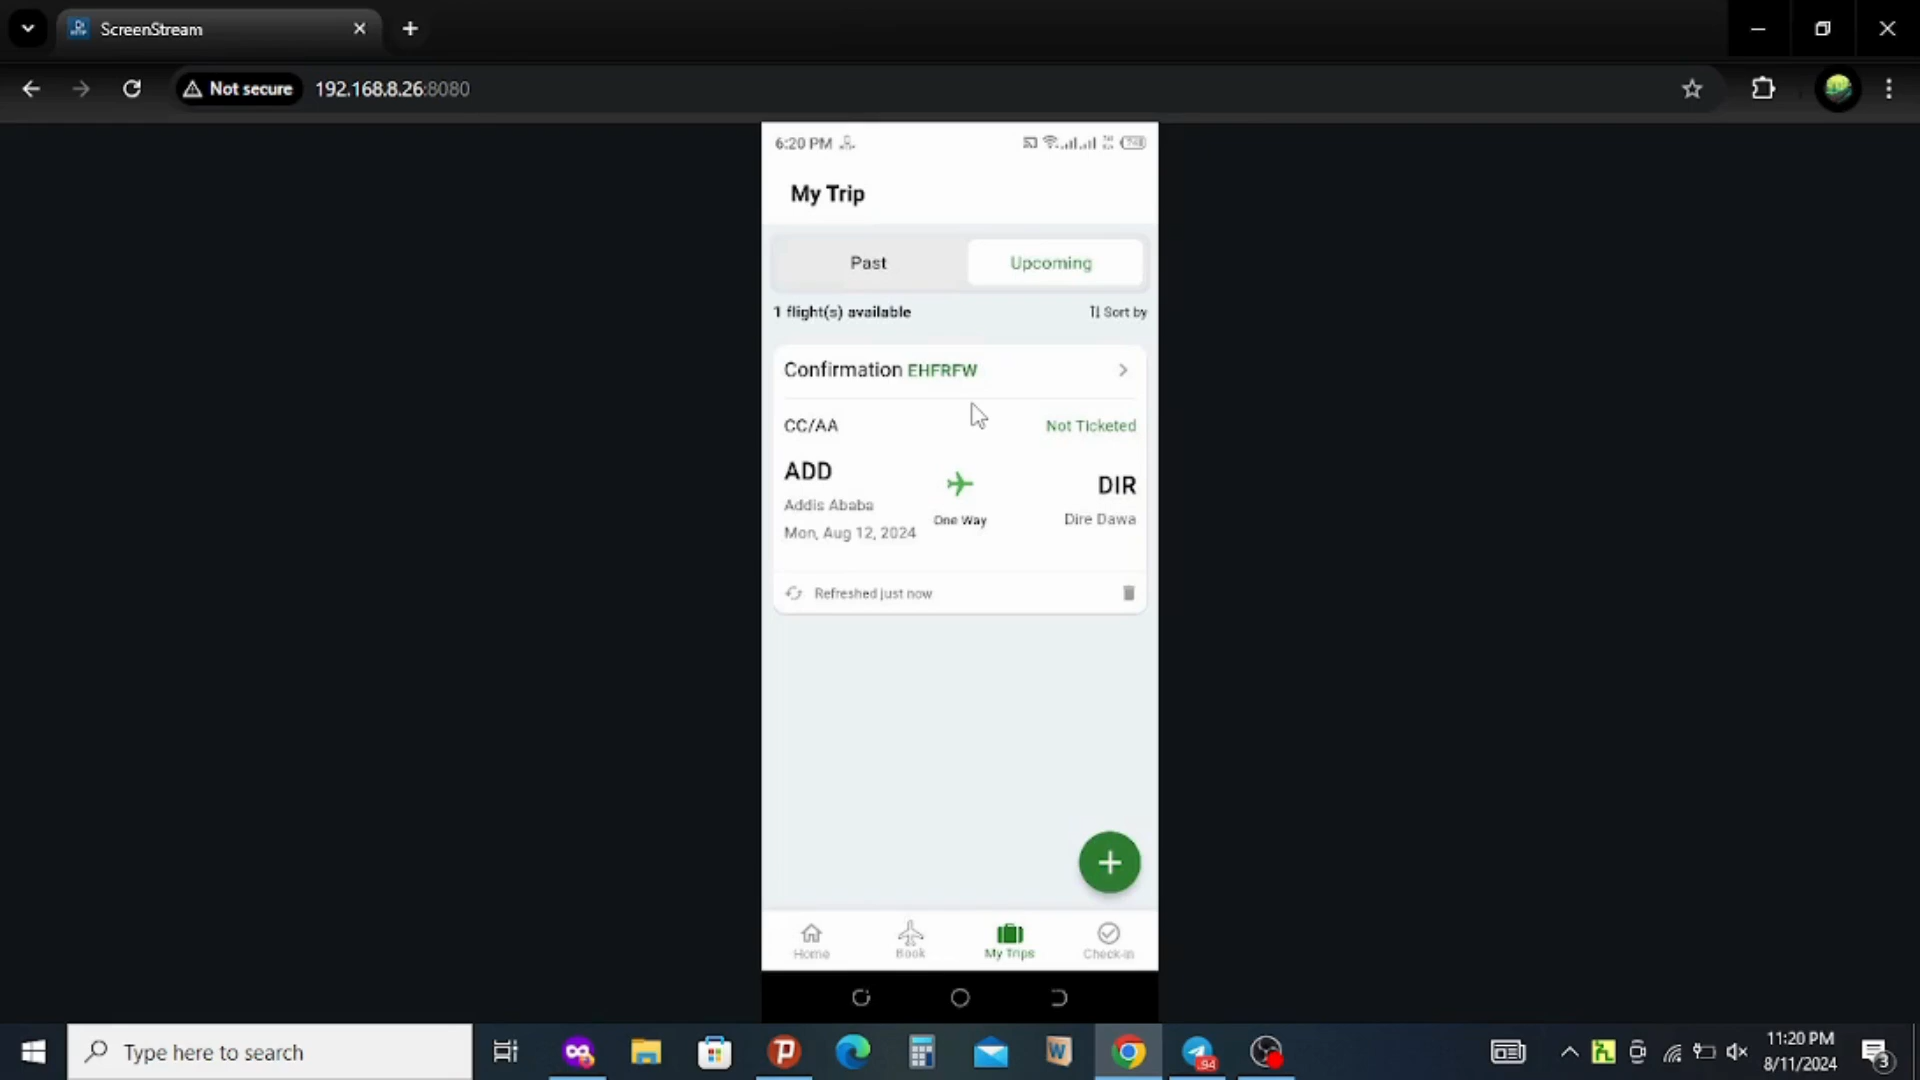 ScreenStream
Not secure
192.168.8.26:8080
6:20 PM
My Trip
Past
Upcoming
1 flight(s) available
Sort by
Confirmation EHFRFW
CC/AA
Not Ticketed
ADD
DIR
Addis Ababa
One Way
Dire Dawa
Mon, Aug 12, 2024
Refreshed just now
Home
Book
My Trips
Check-in
Type here to search
94
11:20 PM
8/11/2024
3